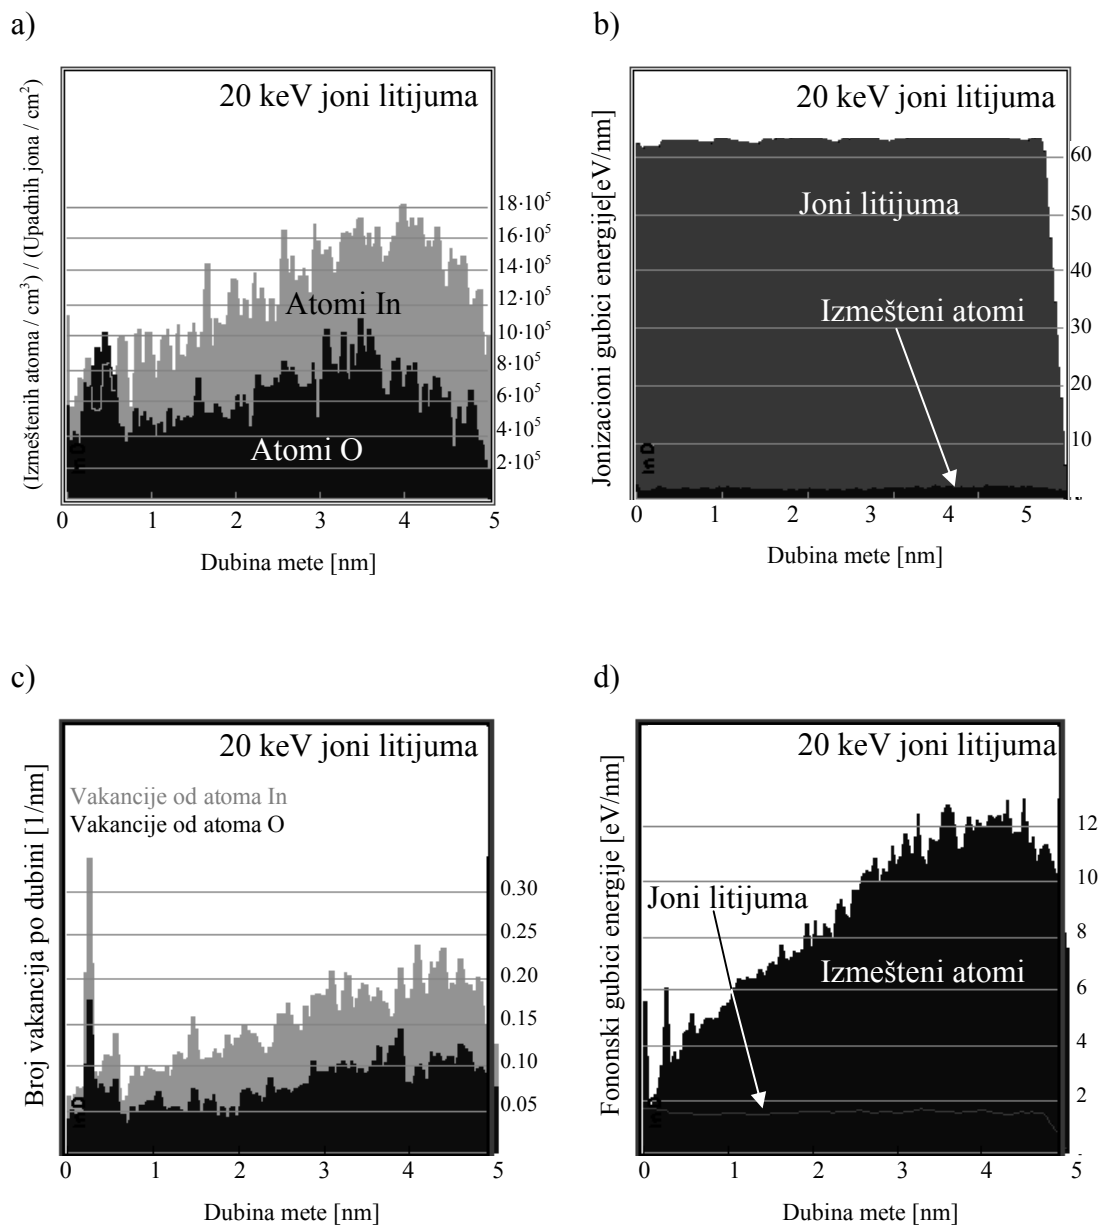 a)
20 keV joni litijuma
(Izmeštenih atoma / cm³) / (Upadnih jona / cm²)
18·10⁵
16·10⁵
14·10⁵
12·10⁵
10·10⁵
8·10⁵
6·10⁵
4·10⁵
2·10⁵
Atomi In
Atomi O
In
0 1 2 3 4 5
Dubina mete [nm]
b)
20 keV joni litijuma
Jonizacioni gubici energije[eV/nm]
60
50
40
30
20
10
Joni litijuma
Izmešteni atomi
In
0 1 2 3 4 5
Dubina mete [nm]
c)
20 keV joni litijuma
Vakancije od atoma In
Vakancije od atoma O
Broj vakancija po dubini [1/nm]
0.30
0.25
0.20
0.15
0.10
0.05
In
0 1 2 3 4 5
Dubina mete [nm]
d)
20 keV joni litijuma
Fononski gubici energije [eV/nm]
12
10
8
6
4
2
Joni litijuma
Izmešteni atomi
In
0 1 2 3 4 5
Dubina mete [nm]